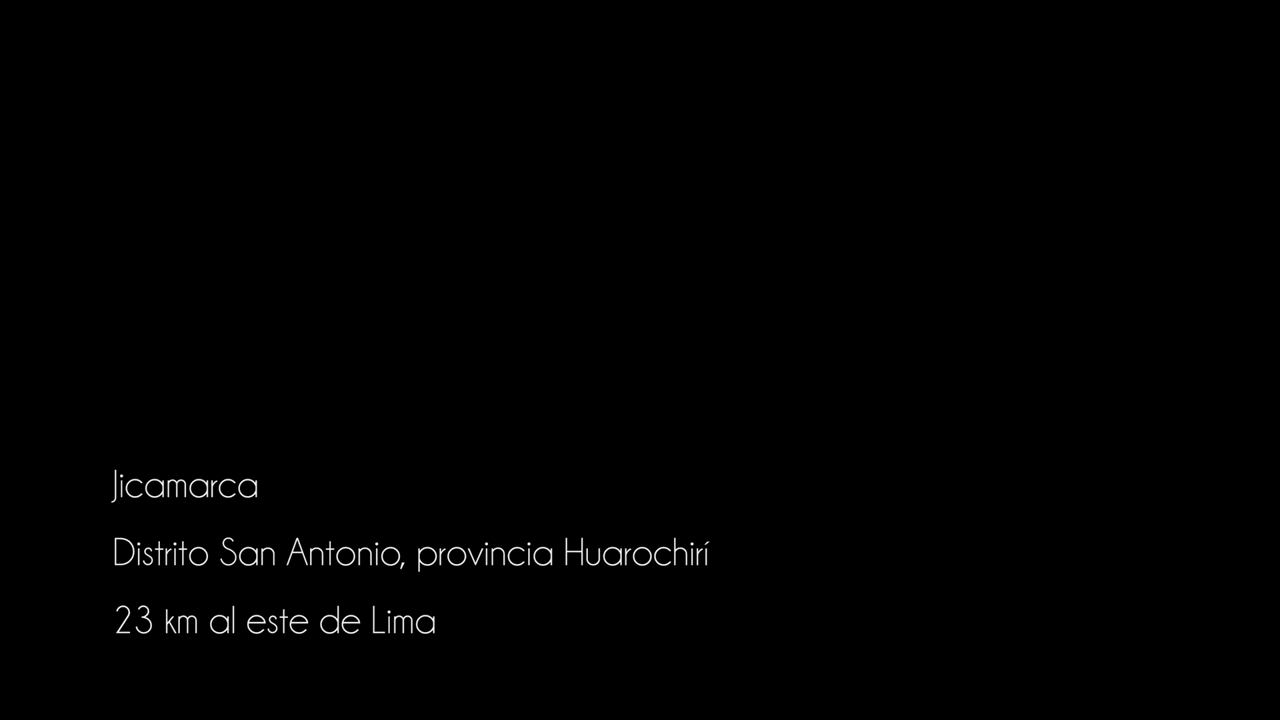 Jicamarca
Distrito San Antonio, provincia Huarochirí
23 km al este de Lima